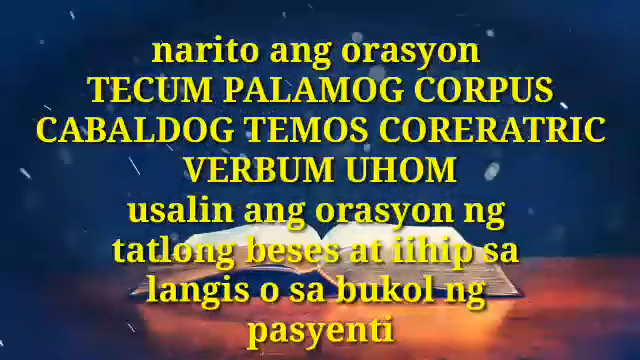 narito ang orasyon
TECUM PALAMOG CORPUS
CABALDOG TEMOS CORERATRIC
VERBUM UHOM
usalin ang orasyon ng
tatlong beses at iihip sa
langis o sa bukol ng
pasyenti